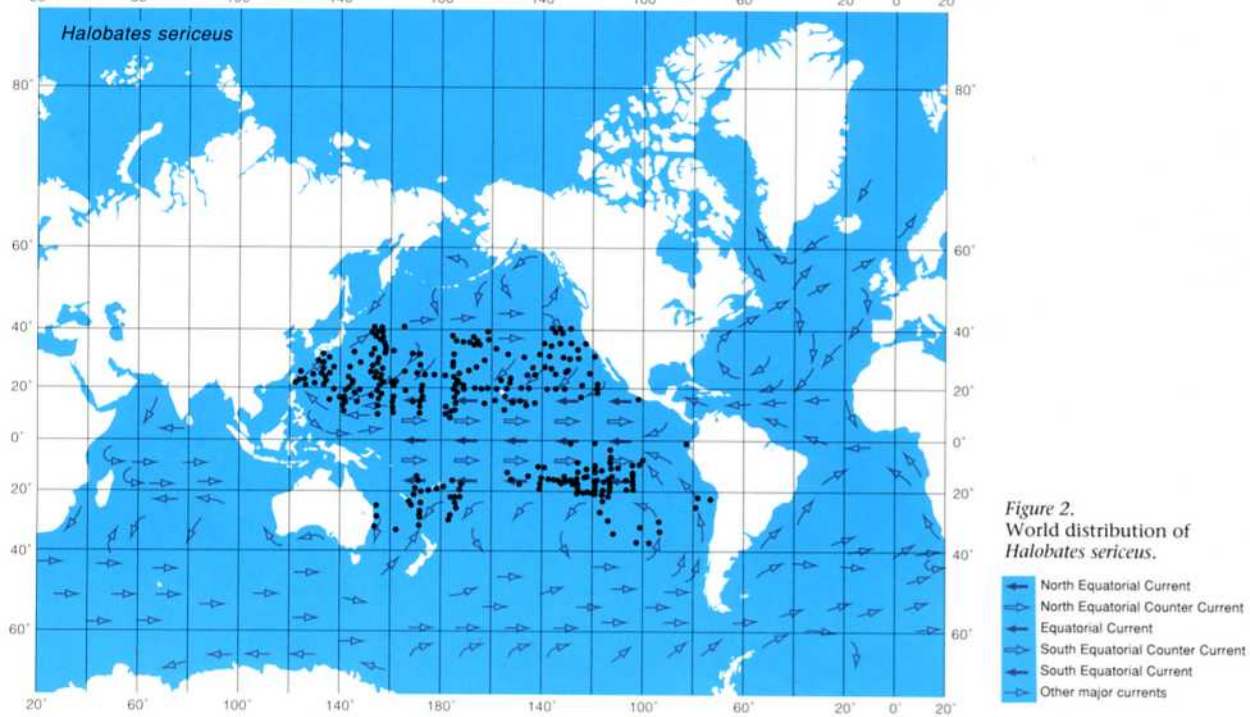 Halobates sericeus
80° 80°
60° 60°
40° 40°
20° 20°
0° 0°
20° 20°
40° 40°
60° 60°
20° 60° 100° 140° 180° 140° 100° 60° 20° 0° 20°
Figure 2.
World distribution of
Halobates sericeus.
North Equatorial Current
North Equatorial Counter Current
Equatorial Current
South Equatorial Counter Current
South Equatorial Current
Other major currents